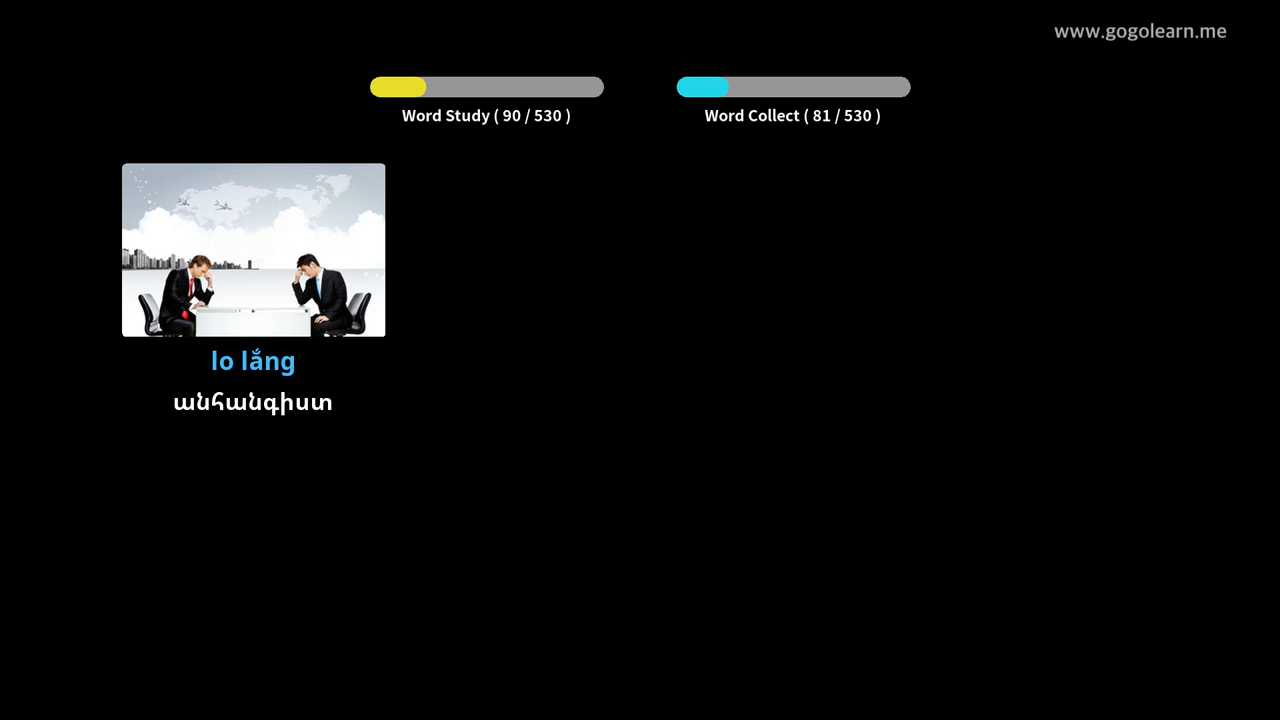 www.gogolearn.me
Word Study ( 90 / 530 )
Word Collect ( 81 / 530 )
lo lắng
անհանգիստ